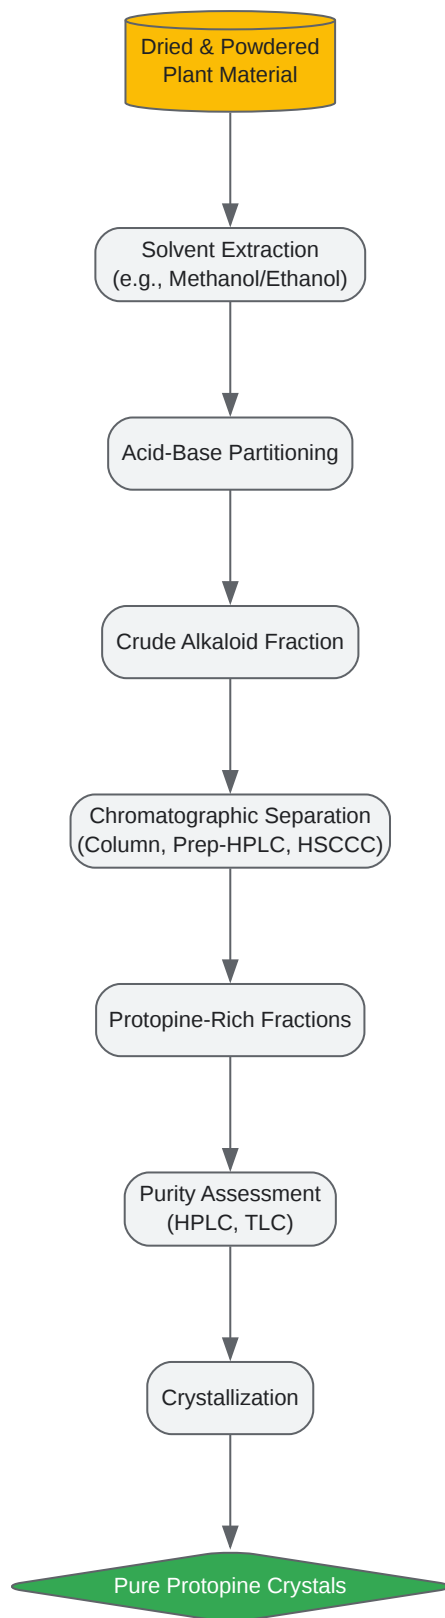 Dried & Powdered
Plant Material
Solvent Extraction
(e.g., Methanol/Ethanol)
Acid-Base Partitioning
Crude Alkaloid Fraction
Chromatographic Separation
(Column, Prep-HPLC, HSCCC)
Protopine-Rich Fractions
Purity Assessment
(HPLC, TLC)
Crystallization
Pure Protopine Crystals